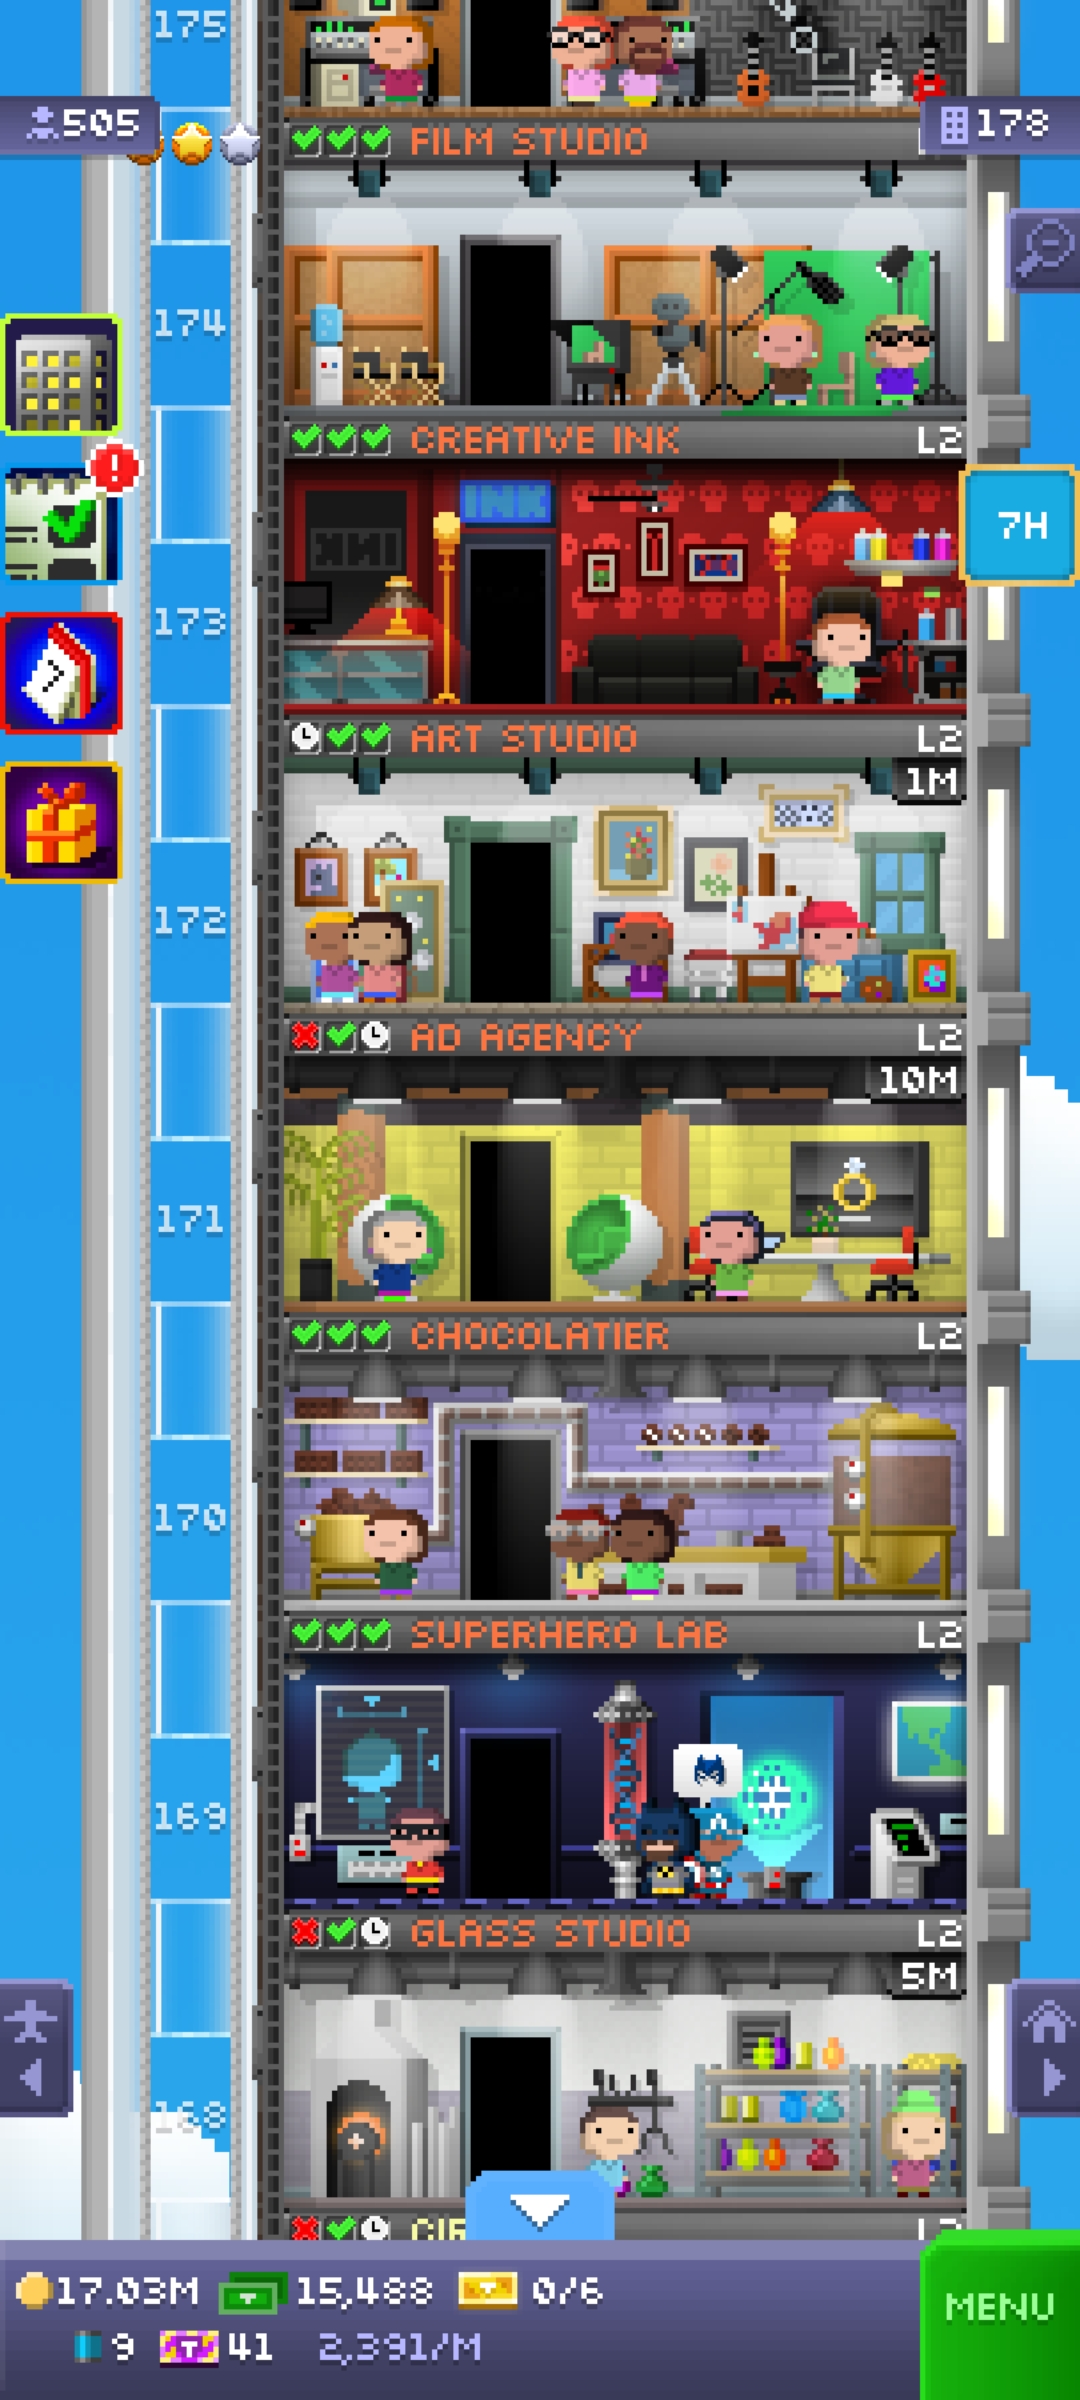 175
505
178
FILM STUDIO
174
CREATIVE INK L2
INK
7H
173
ART STUDIO L2
1M
172
AD AGENCY L2
10M
171
CHOCOLATIER L2
170
SUPERHERO LAB L2
169
GLASS STUDIO L2
5M
168
L2
17.03M 15,488 0/6
MENU
9 T 41 2,391/M